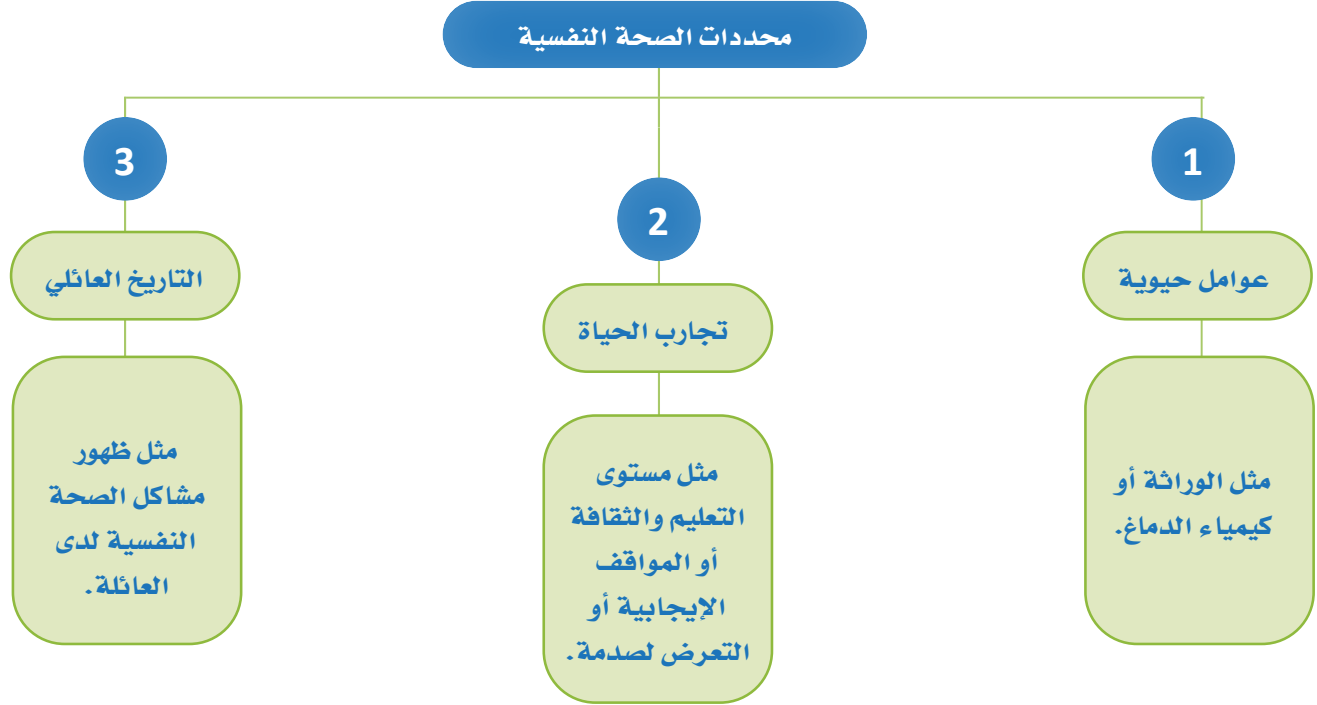 محددات الصحة النفسية
1
عوامل حيوية
مثل الوراثة أو
كيمياء الدماغ.
2
تجارب الحياة
مثل مستوى
التعليم والثقافة
أو المواقف
الإيجابية أو
التعرض لصدمة.
3
التاريخ العائلي
مثل ظهور
مشاكل الصحة
النفسية لدى
العائلة.